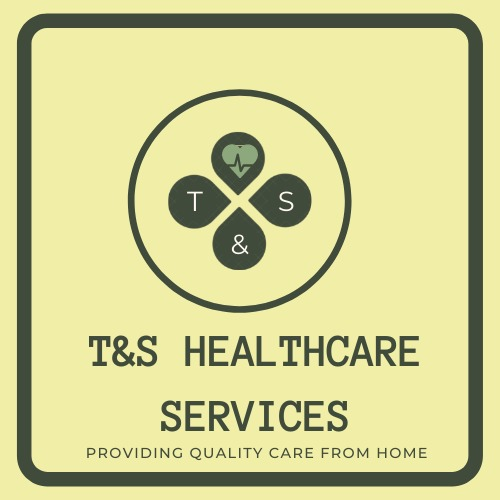 T S
&
T&S HEALTHCARE
SERVICES
PROVIDING QUALITY CARE FROM HOME